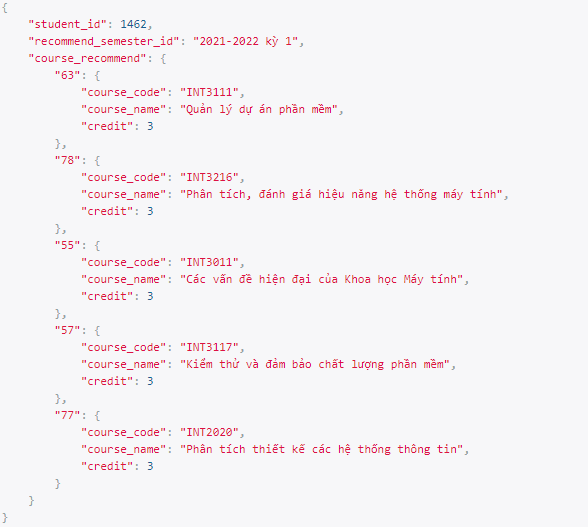 {
"student_id": 1462,
"recommend_semester_id": "2021-2022 kỳ 1",
"course_recommend": {
"63": {
"course_code": "INT3111",
"course_name": "Quản lý dự án phần mềm",
"credit": 3
},
"78": {
"course_code": "INT3216",
"course_name": "Phân tích, đánh giá hiệu năng hệ thống máy tính",
"credit": 3
},
"55": {
"course_code": "INT3011",
"course_name": "Các vấn đề hiện đại của Khoa học Máy tính",
"credit": 3
},
"57": {
"course_code": "INT3117",
"course_name": "Kiểm thử và đảm bảo chất lượng phần mềm",
"credit": 3
},
"77": {
"course_code": "INT2020",
"course_name": "Phân tích thiết kế các hệ thống thông tin",
"credit": 3
}
}
}